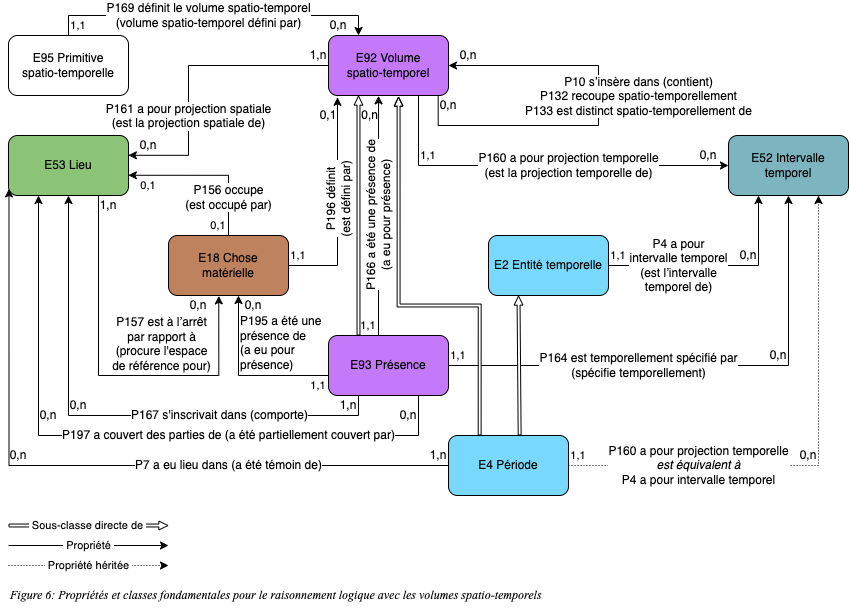 P169 définit le volume spatio-temporel
(volume spatio-temporel défini par)
1,1
0,n
E95 Primitive
spatio-temporelle
E92 Volume
spatio-temporel
1,n
0,n
P10 s'insère dans (contient)
P132 recoupe spatio-temporellement
P133 est distinct spatio-temporellement de
0,n
P161 a pour projection spatiale
(est la projection spatiale de)
0,n
0,1
0,n
E53 Lieu
1,1
P160 a pour projection temporelle
(est la projection temporelle de)
0,n
E52 Intervalle
temporel
0,1
P156 occupe
(est occupé par)
0,1
1,n
P196 définit
(est défini par)
P166 a été une présence de
(a eu pour présence)
E18 Chose
matérielle
1,1
E2 Entité temporelle
1,1
P4 a pour
intervalle temporel
(est l'intervalle
temporel de)
0,n
0,n
0,n
P157 est à l'arrêt
par rapport à
(procure l'espace
de référence pour)
P195 a été une
présence de
(a eu pour
présence)
1,1
1,1
E93 Présence
1,1
P164 est temporellement spécifié par
(spécifie temporellement)
0,n
0,n
P167 s'inscrivait dans (comporte)
1,n
0,n
P197 a couvert des parties de (a été partiellement couvert par)
0,n
0,n
P7 a eu lieu dans (a été témoin de)
1,n
E4 Période
1,1
P160 a pour projection temporelle
est équivalent à
P4 a pour intervalle temporel
0,n
Sous-classe directe de
Propriété
Propriété héritée
Figure 6: Propriétés et classes fondamentales pour le raisonnement logique avec les volumes spatio-temporels